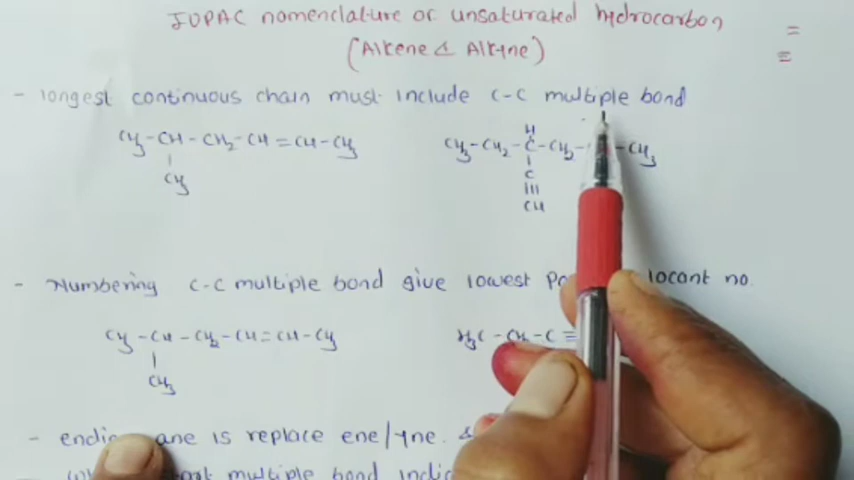 IUPAC nomenclature of unsaturated hydrocarbon
(Alkene & Alkyne)
- longest continuous chain must include C-C multiple bond
CH3-CH-CH2-CH=CH-CH3 CH3-CH2-C-CH2- -CH3
CH3 H C ≡ CH
- Numbering C-C multiple bond give lowest locant no.
CH3-CH-CH2-CH=CH-CH3 H3C-CH-C≡
CH3
- ane is replace ene/yne. &
multiple bond